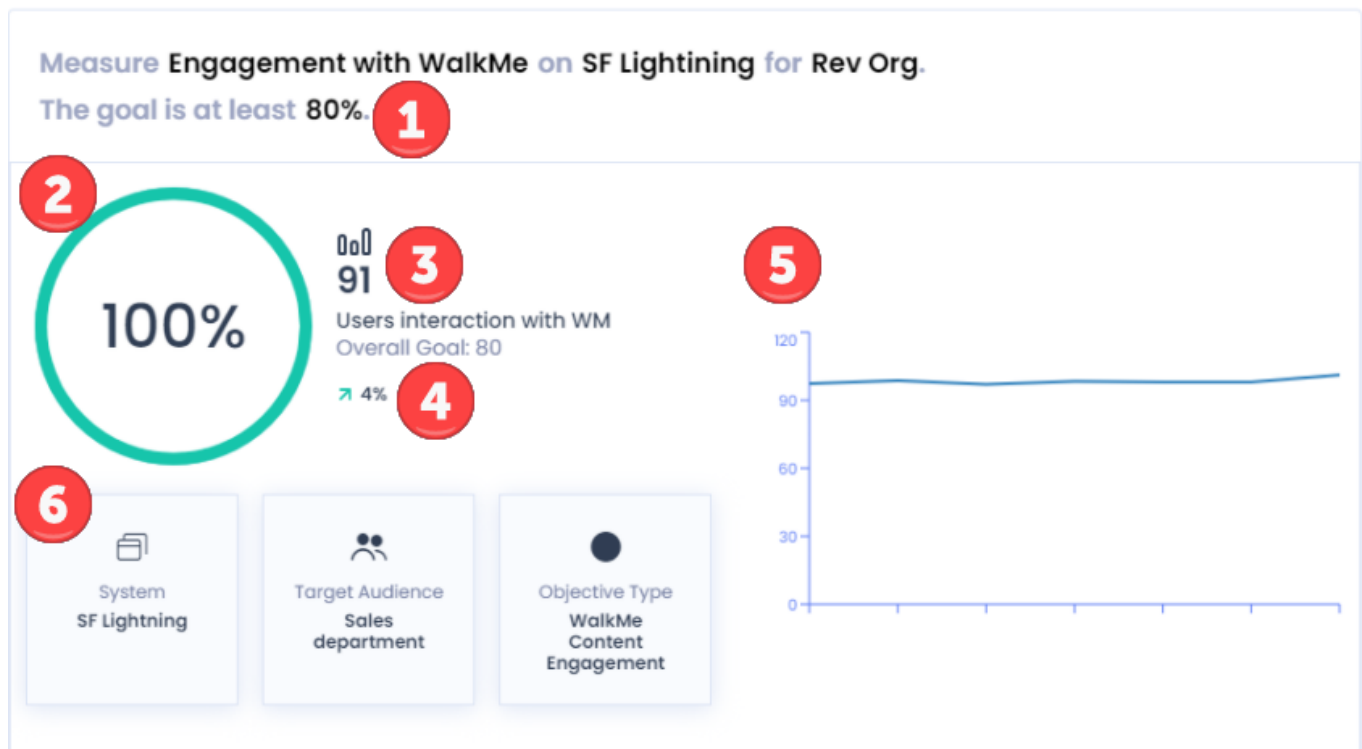 Measure Engagement with WalkMe on SF Lightining for Rev Org.
The goal is at least 80%.
1
2
100%
3
91
Users interaction with WM
Overall Goal: 80
4%
4
5
120
90
60
30
0
6
System
SF Lightning
Target Audience
Sales
department
Objective Type
WalkMe
Content
Engagement